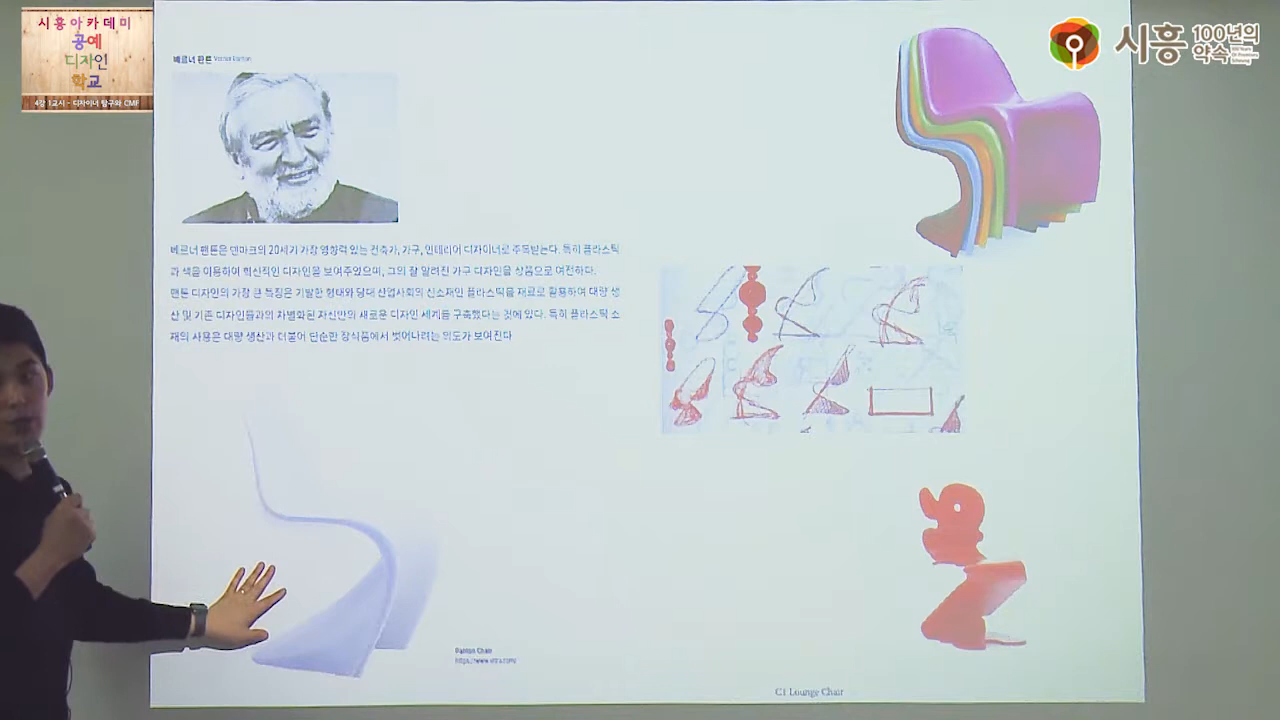 시흥아카데미
공예
디자인
학교
4강 1교시 - 디자이너 탐구와 CMF
시흥 100년의 약속
베르너 팬톤 Verner Panton
베르너 팬톤은 덴마크의 20세기 가장 영향력 있는 건축가, 가구, 인테리어 디자이너로 주목받는다. 특히 플라스틱
과 색을 이용하여 혁신적인 디자인을 보여주었으며, 그의 잘 알려진 가구 디자인을 상품으로 여전하다.
팬톤 디자인의 가장 큰 특징은 기발한 형태와 당대 산업사회의 신소재인 플라스틱을 재료로 활용하여 대량 생
산 및 기존 디자인들과의 차별화된 자신만의 새로운 디자인 세계를 구축했다는 것에 있다. 특히 플라스틱 소
재의 사용은 대량 생산과 더불어 단순한 장식품에서 벗어나려는 의도가 보여진다
Panton Chair
https://www.vitra.com/
C1 Lounge Chair